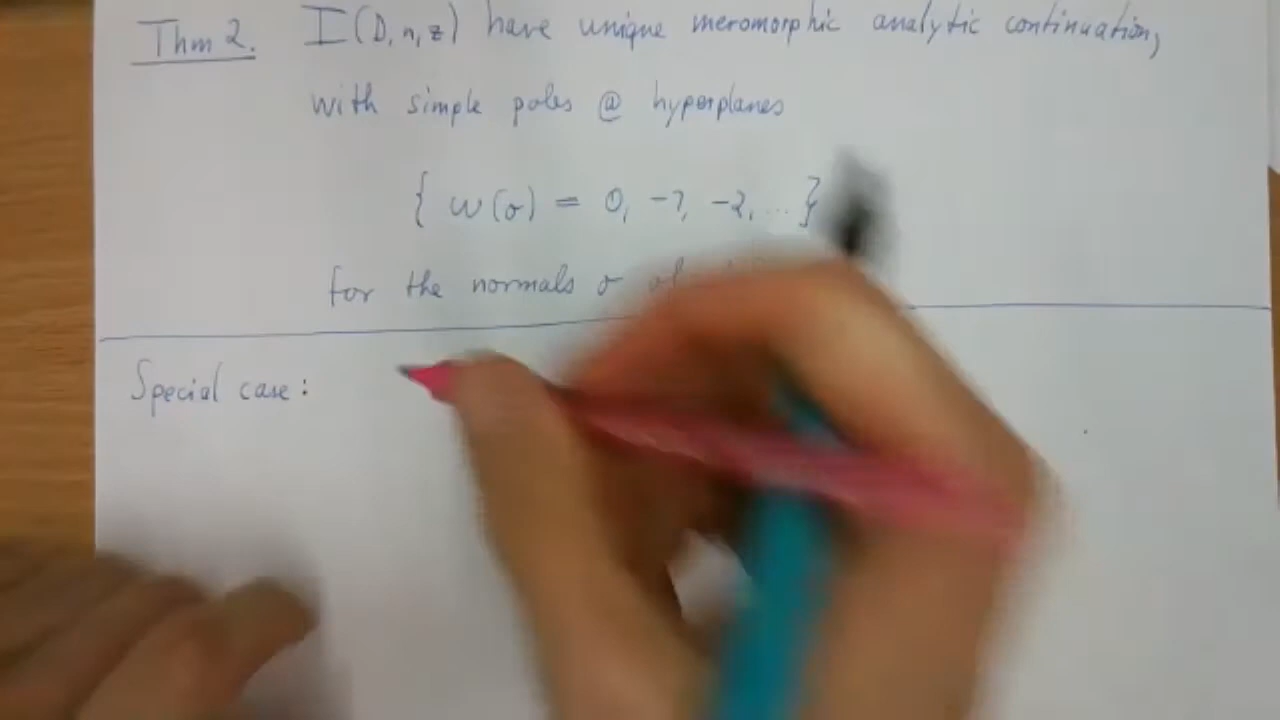 Thm 2. I(D, n, z) have unique meromorphic analytic continuation,
with simple poles @ hyperplanes
{ w(σ) = 0, -1, -2, ... }
for the normals σ of
Special case: